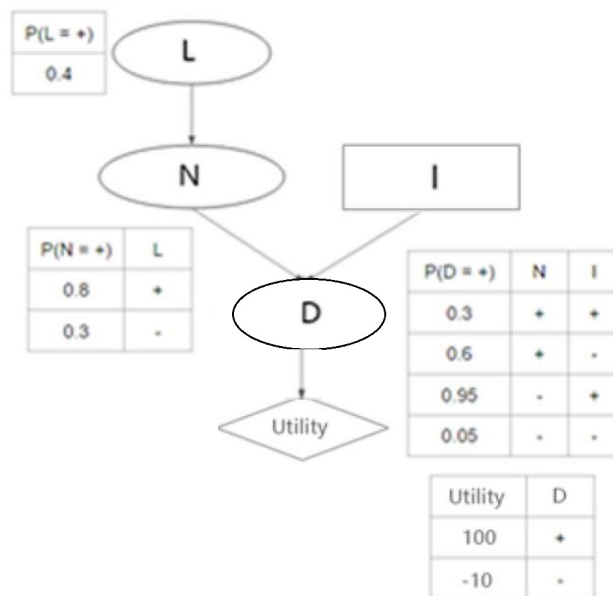 P(L = +)
0.4
L
N
I
P(N = +) L
0.8 +
0.3 -
D
P(D = +) N I
0.3 + +
0.6 + -
0.95 - +
0.05 - -
Utility
Utility D
100 +
-10 -